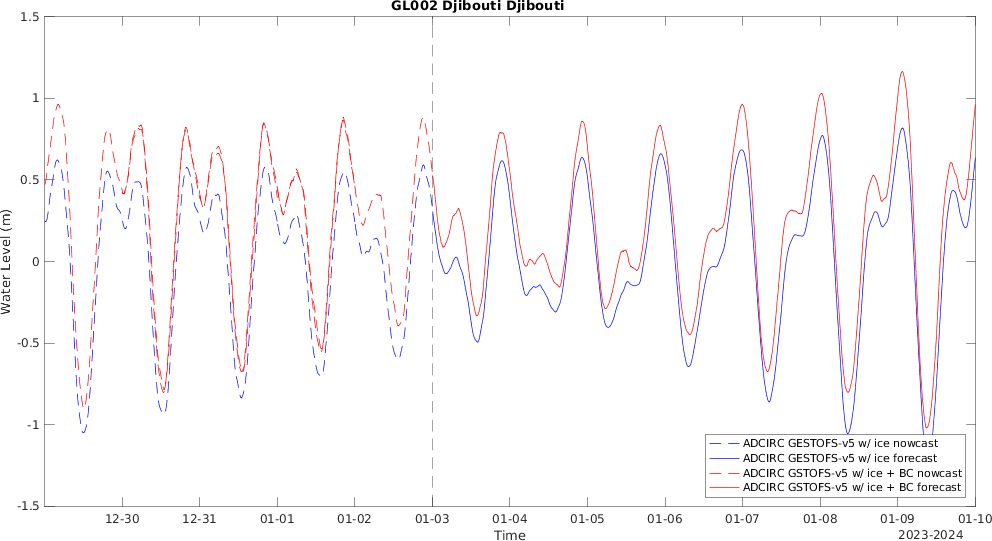 GL002 Djibouti Djibouti
1.5
1
0.5
0
-0.5
-1
-1.5
Water Level (m)
ADCIRC GESTOFS-v5 w/ ice nowcast
ADCIRC GESTOFS-v5 w/ ice forecast
ADCIRC GSTOFS-v5 w/ ice + BC nowcast
ADCIRC GSTOFS-v5 w/ ice + BC forecast
12-30 12-31 01-01 01-02 01-03 01-04 01-05 01-06 01-07 01-08 01-09 01-10
Time
2023-2024